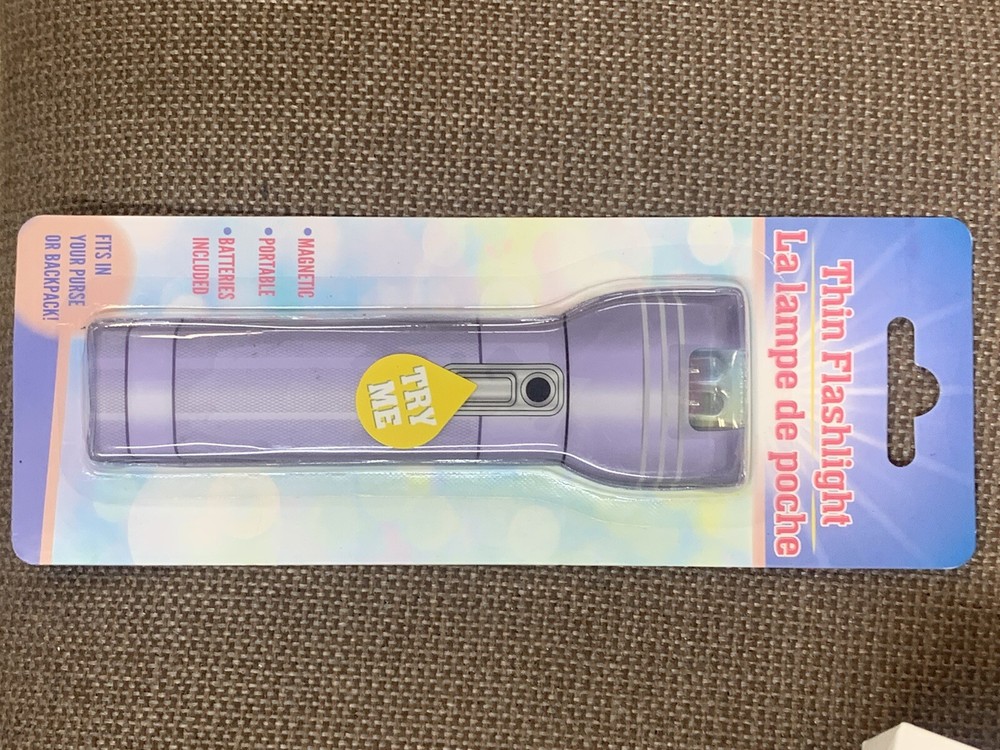 Thin Flashlight
La lampe de poche
• MAGNETIC
• PORTABLE
• BATTERIES
INCLUDED
TRY
ME
FITS IN
YOUR PURSE
OR BACKPACK!